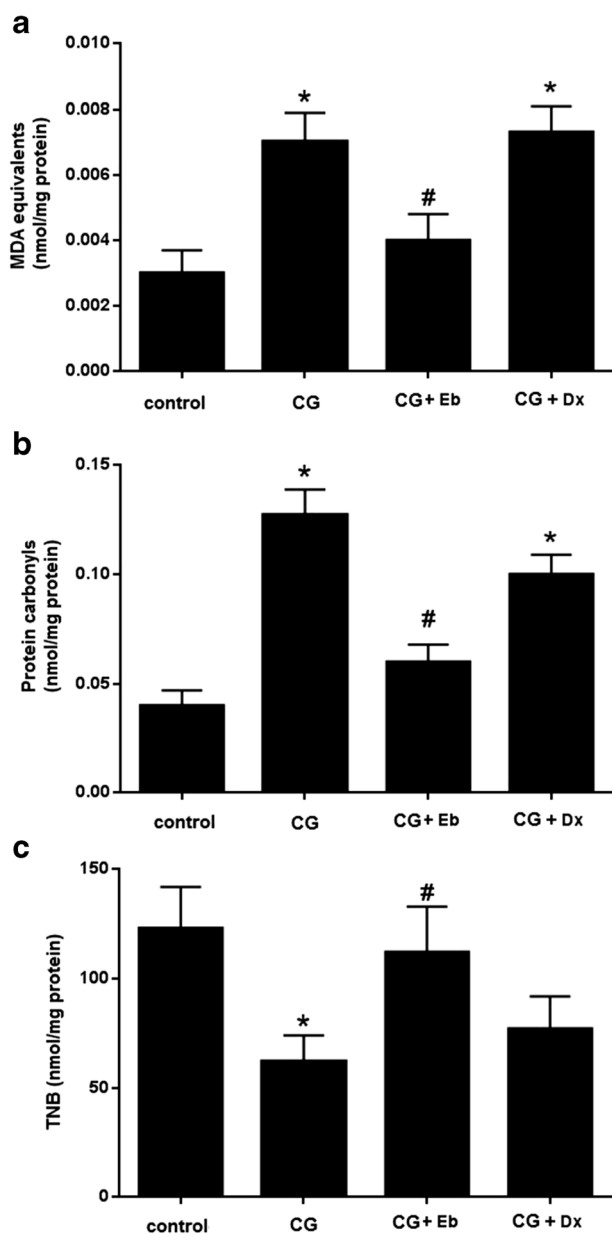 a
MDA equivalents
(nmol/mg protein)
0.010
0.008
0.006
0.004
0.002
0.000
*
#
*
control CG CG+ Eb CG + Dx
b
Protein carbonyls
(nmol/mg protein)
0.15
0.10
0.05
0.00
*
#
*
control CG CG+ Eb CG + Dx
c
TNB (nmol/mg protein)
150
100
50
0
*
#
control CG CG+ Eb CG + Dx